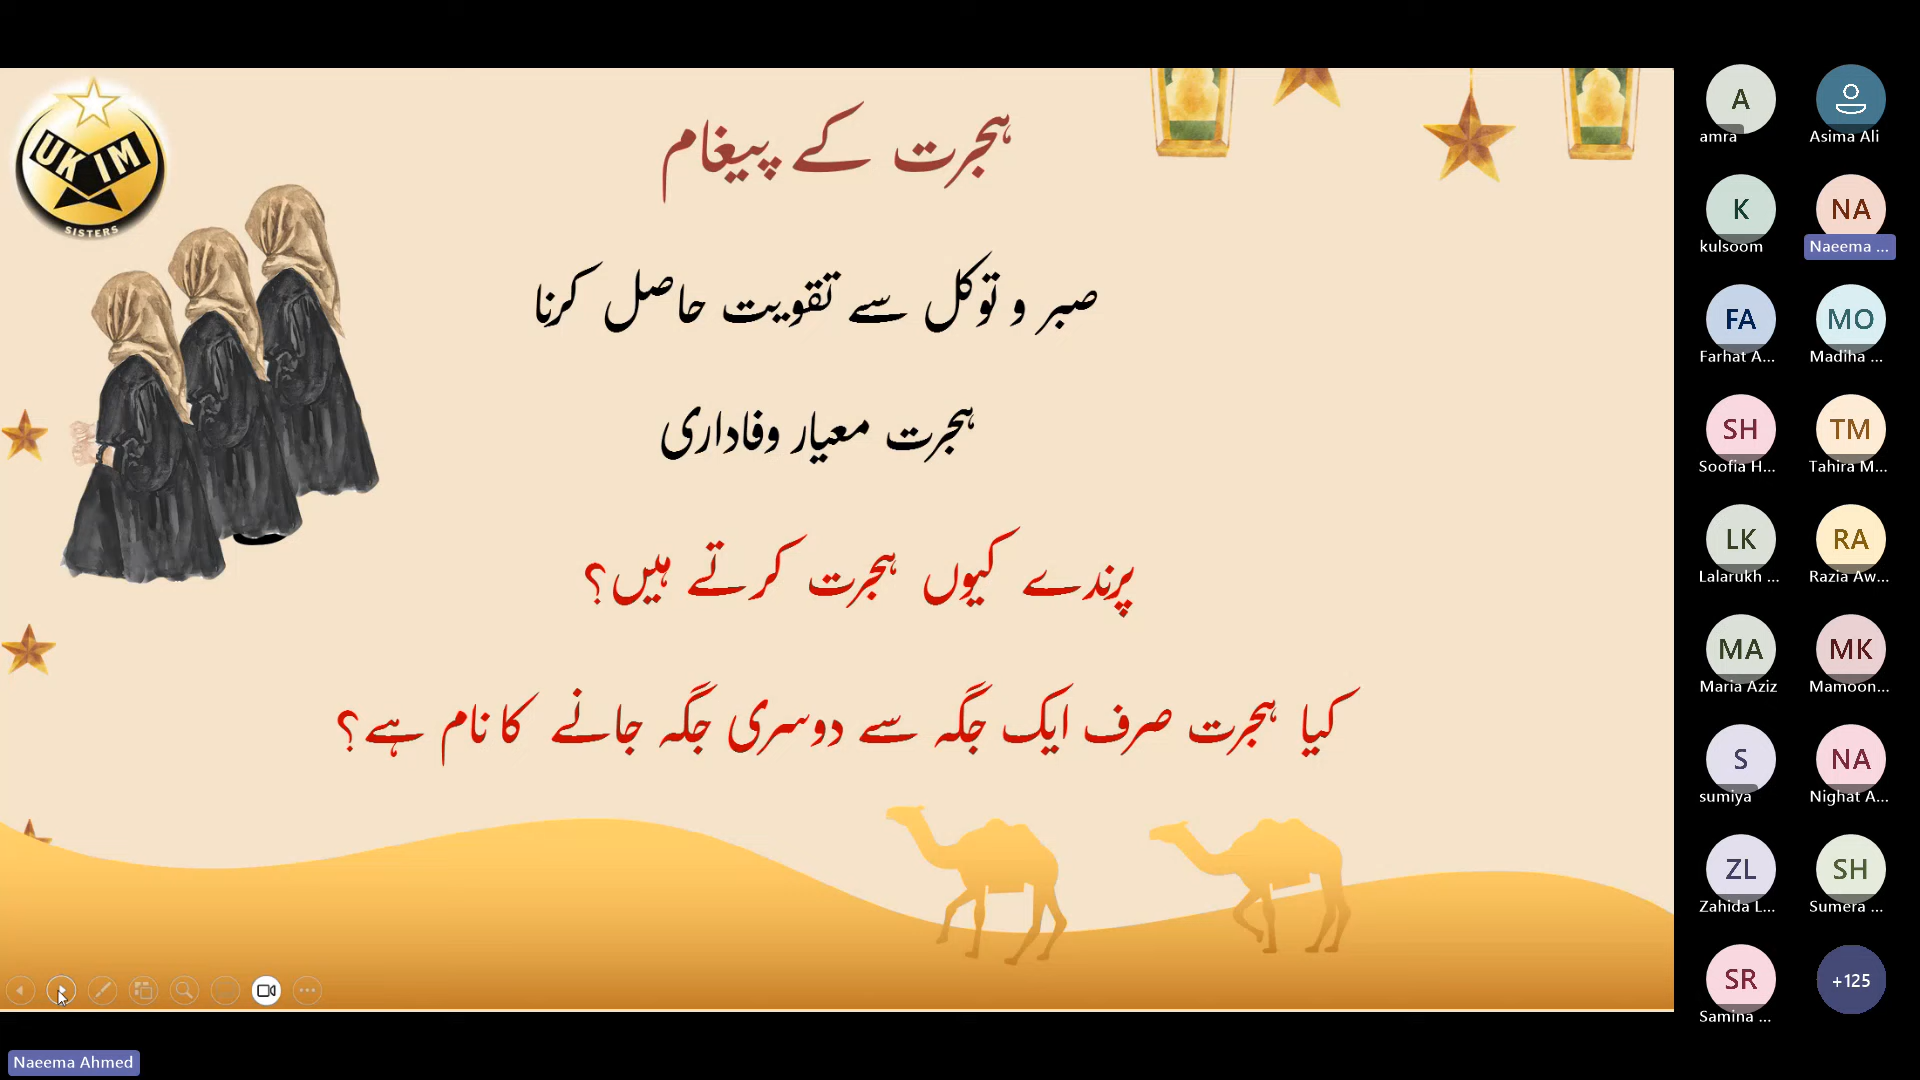 UKIM
SISTERS
ہجرت کے پیغام
صبر و توکل سے تقویت حاصل کرنا
ہجرت معیار وفاداری
پرندے کیوں ہجرت کرتے ہیں؟
کیا ہجرت صرف ایک جگہ سے دوسری جگہ جانے کا نام ہے؟
A
amra
Asima Ali
K
kulsoom
NA
Naeema ...
FA
Farhat A...
MO
Madiha ...
SH
Soofia H...
TM
Tahira M...
LK
Lalarukh ...
RA
Razia Aw...
MA
Maria Aziz
MK
Mamoon...
S
sumiya
NA
Nighat A...
ZL
Zahida L...
SH
Sumera ...
SR
Samina ...
+125
Naeema Ahmed